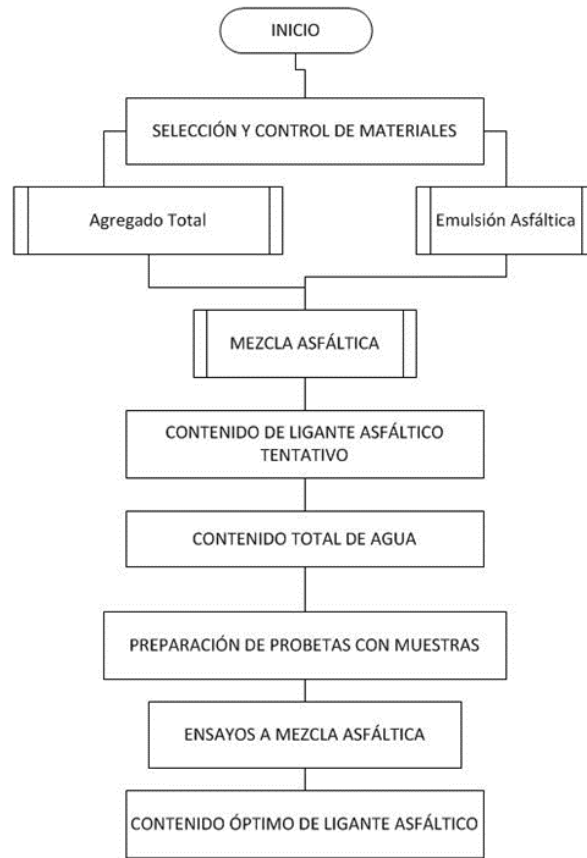 INICIO
SELECCIÓN Y CONTROL DE MATERIALES
Agregado Total
Emulsión Asfáltica
MEZCLA ASFÁLTICA
CONTENIDO DE LIGANTE ASFÁLTICO
TENTATIVO
CONTENIDO TOTAL DE AGUA
PREPARACIÓN DE PROBETAS CON MUESTRAS
ENSAYOS A MEZCLA ASFÁLTICA
CONTENIDO ÓPTIMO DE LIGANTE ASFÁLTICO